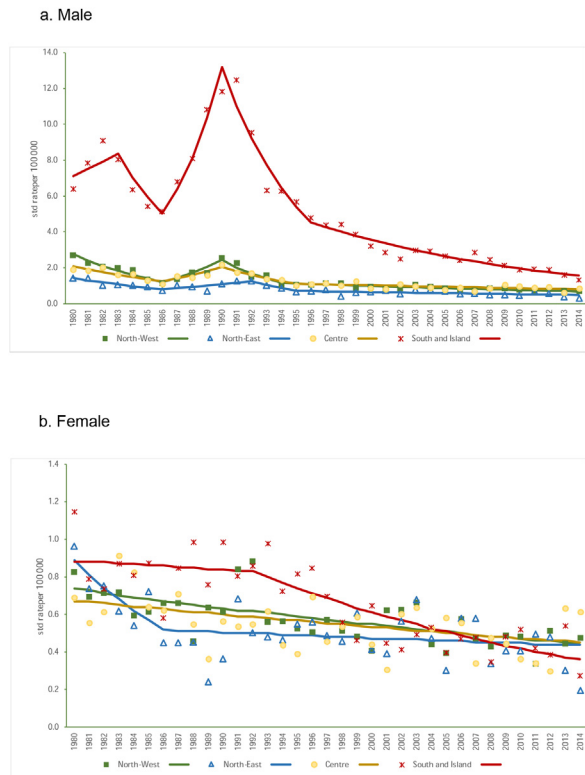 a. Male
14.0
12.0
10.0
8.0
6.0
4.0
2.0
0.0
std rateper 100 000
1980 1981 1982 1983 1984 1985 1986 1987 1988 1989 1990 1991 1992 1993 1994 1995 1996 1997 1998 1999 2000 2001 2002 2003 2004 2005 2006 2007 2008 2009 2010 2011 2012 2013 2014
North-West North-East Centre South and Island
b. Female
1.4
1.2
1.0
0.8
0.6
0.4
0.2
0.0
std rateper 100.000
1980 1981 1982 1983 1984 1985 1986 1987 1988 1989 1990 1991 1992 1993 1994 1995 1996 1997 1998 1999 2000 2001 2002 2003 2004 2005 2006 2007 2008 2009 2010 2011 2012 2013 2014
North-West North-East Centre South and Island